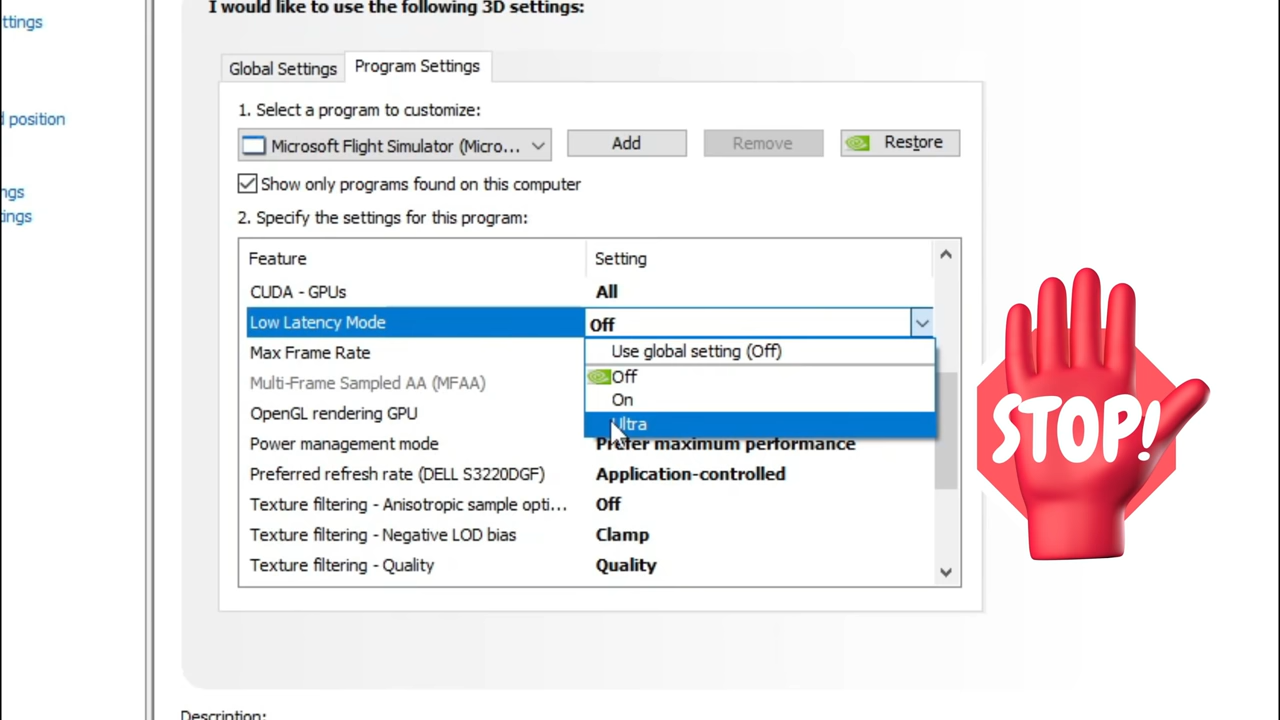 I would like to use the following 3D settings:
ttings
Global Settings
Program Settings
1. Select a program to customize:
d position
Microsoft Flight Simulator (Micro...
Add
Remove
Restore
Show only programs found on this computer
ngs
ings
2. Specify the settings for this program:
Feature Setting
CUDA - GPUs All
Low Latency Mode Off
Max Frame Rate
Use global setting (Off)
Multi-Frame Sampled AA (MFAA)
Off
On
OpenGL rendering GPU
Ultra
Power management mode Prefer maximum performance
Preferred refresh rate (DELL S3220DGF) Application-controlled
Texture filtering - Anisotropic sample opti... Off
Texture filtering - Negative LOD bias Clamp
Texture filtering - Quality Quality
STOP!
Description: